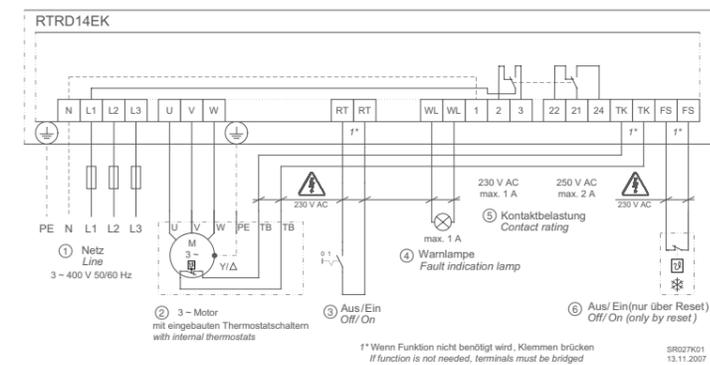 RTRD14EK
N L1 L2 L3 U V W RT RT WL WL 1 2 3 22 21 24 TK TK FS FS
1* 1* 1*
230 V AC
230 V AC
max. 1 A
250 V AC
max. 2 A
230 V AC
PE N L1 L2 L3
U V W PE TB TB
M
3 ~
Y/△
0 1
max. 1 A
① Netz
Line
3 ~ 400 V 50/60 Hz
② 3 ~ Motor
mit eingebauten Thermostatschaltern
with internal thermostats
③ Aus/Ein
Off/On
④ Warnlampe
Fault indication lamp
⑤ Kontaktbelastung
Contact rating
⑥ Aus/Ein(nur über Reset)
Off/On (only by reset)
1* Wenn Funktion nicht benötigt wird, Klemmen brücken
If function is not needed, terminals must be bridged
SR027K01
13.11.2007